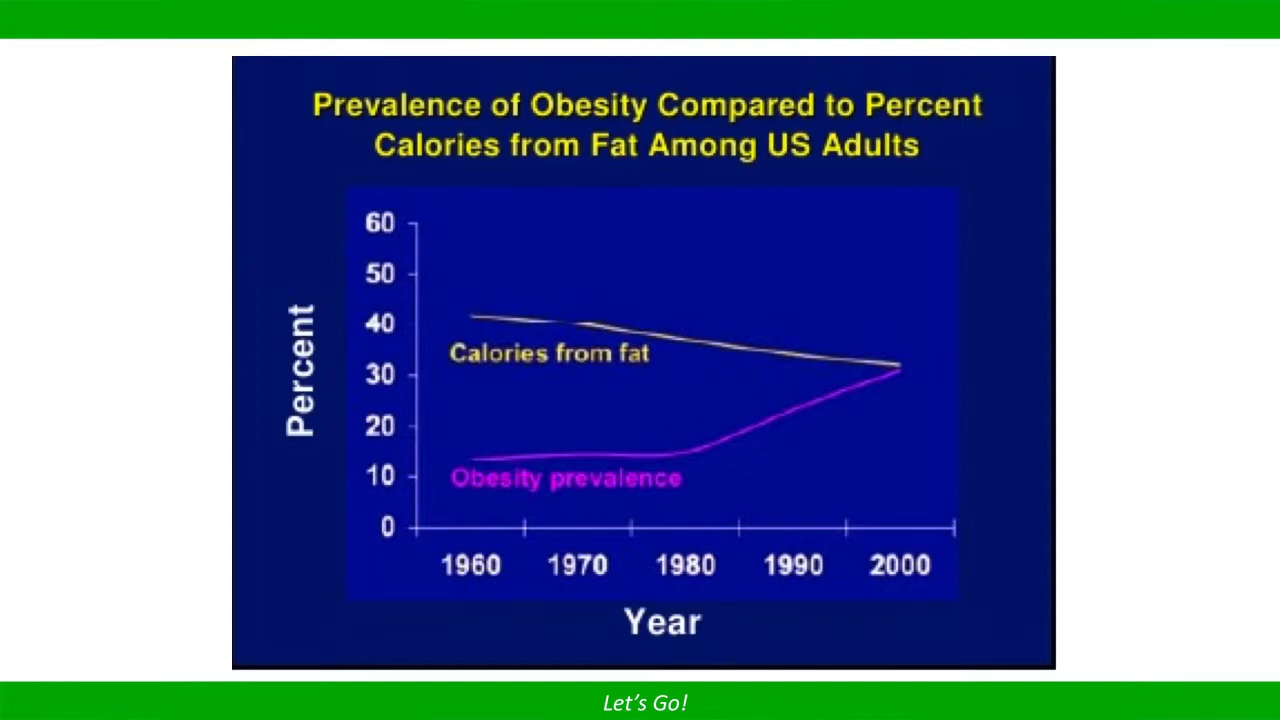 Prevalence of Obesity Compared to Percent
Calories from Fat Among US Adults
60
50
40
30
20
10
0
Percent
Calories from fat
Obesity prevalence
1960 1970 1980 1990 2000
Year
Let's Go!